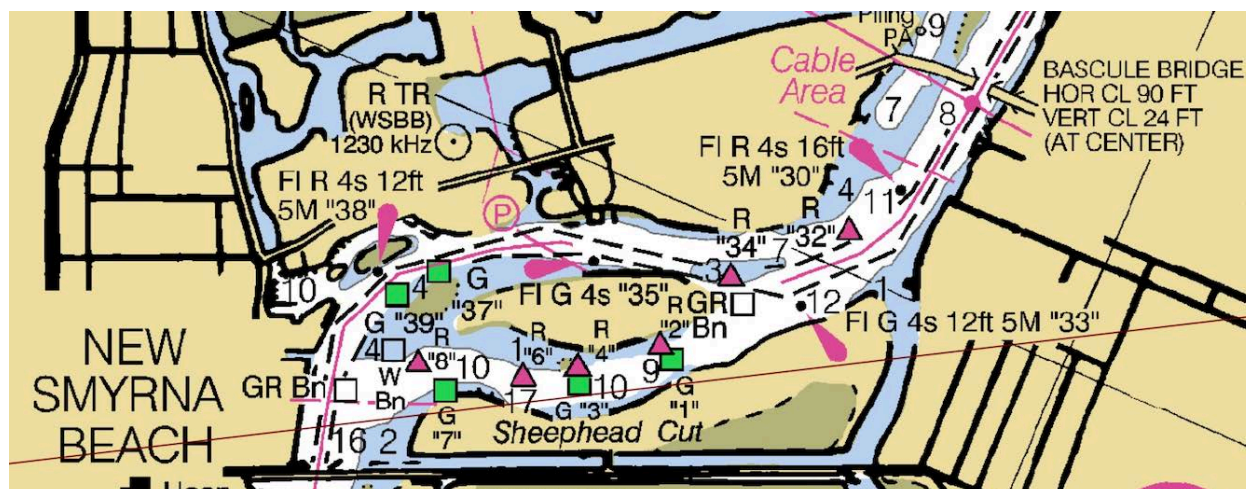 Piling
PA
9
Cable
Area
BASCULE BRIDGE
HOR CL 90 FT
VERT CL 24 FT
(AT CENTER)
7
8
R TR
(WSBB)
1230 kHz
Fl R 4s 16ft
5M "30"
4
11
Fl R 4s 12ft
5M "38"
P
R
"32"
R
"34"
7
3
10
4
G
"37"
Fl G 4s "35"
R
"2"
GR
Bn
12
1
Fl G 4s 12ft 5M "33"
G
"39"
NEW
SMYRNA
BEACH
4
W
Bn
R
"8"
10
R
"6"
1
17
R
"4"
10
9
G
"1"
GR Bn
G
"7"
G "3"
Sheephead Cut
16
2